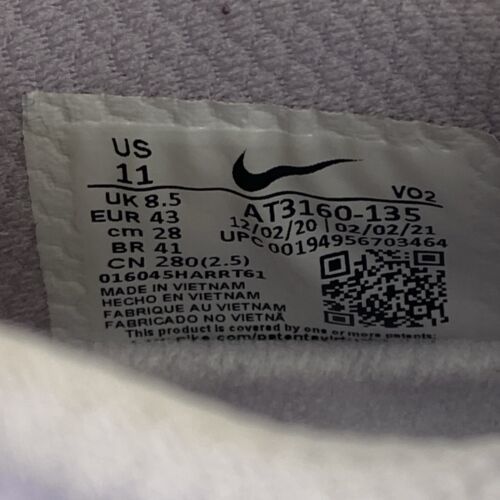 US
11
VO2
UK 8.5
AT3160-135
EUR 43
12/02/20 | 02/02/21
cm 28
UPC 00194956703464
BR 41
CN 280(2.5)
016045HARRT61
MADE IN VIETNAM
HECHO EN VIETNAM
FABRIQUE AU VIETNAM
FABRICADO NO VIETNÃ
This product is covered by one or more patents: